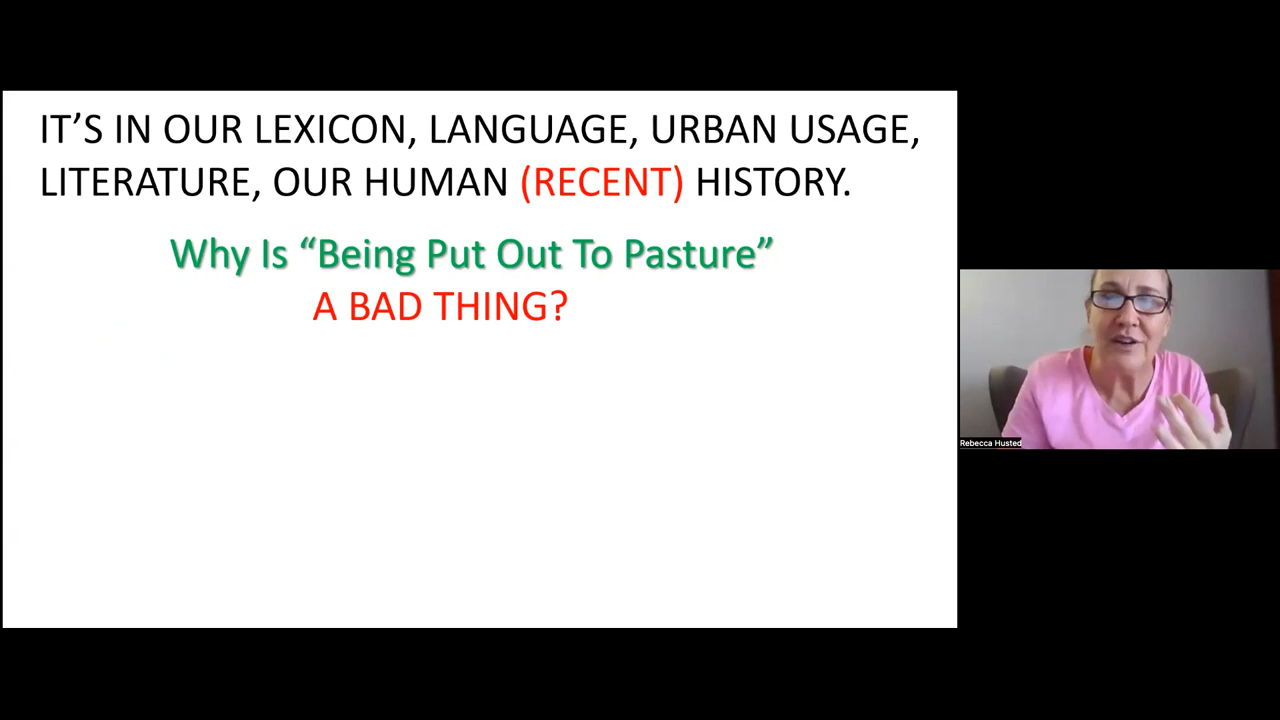 IT’S IN OUR LEXICON, LANGUAGE, URBAN USAGE,
LITERATURE, OUR HUMAN (RECENT) HISTORY.
Why Is “Being Put Out To Pasture”
A BAD THING?
Rebecca Husted